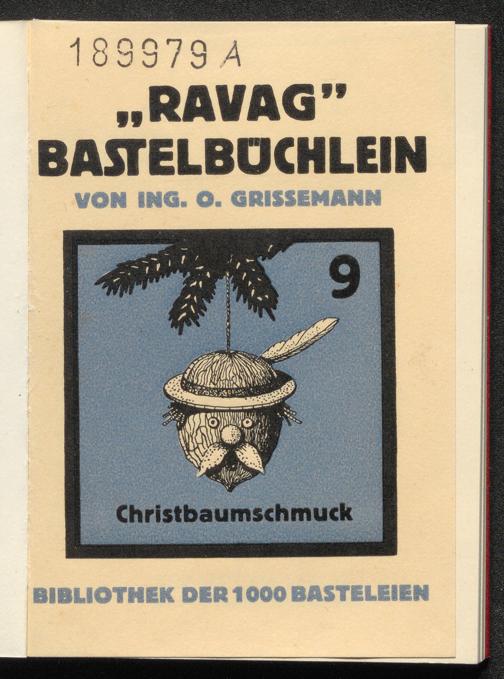 189979 A
„RAVAG”
BASTELBÜCHLEIN
VON ING. O. GRISSEMANN
9
Christbaumschmuck
BIBLIOTHEK DER 1000 BASTELEIEN